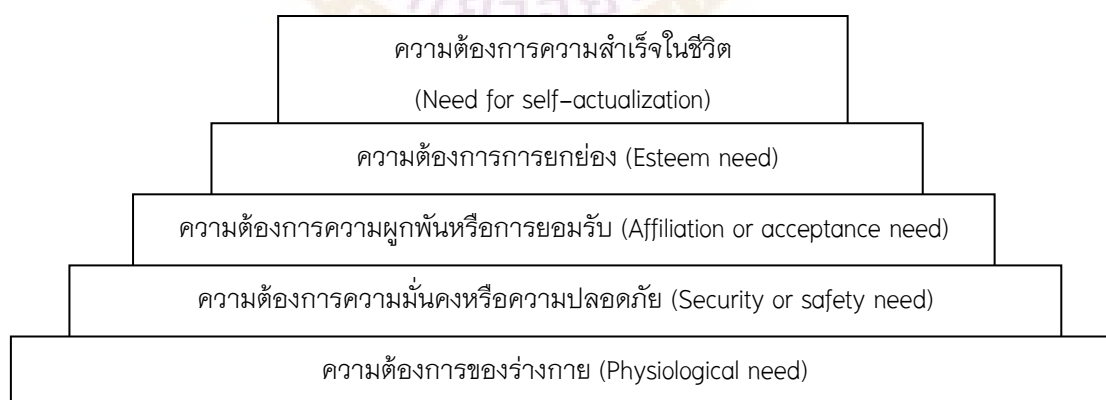 ความต้องการความสำเร็จในชีวิต
(Need for self-actualization)
ความต้องการการยกย่อง (Esteem need)
ความต้องการความผูกพันหรือการยอมรับ (Affiliation or acceptance need)
ความต้องการความมั่นคงหรือความปลอดภัย (Security or safety need)
ความต้องการของร่างกาย (Physiological need)